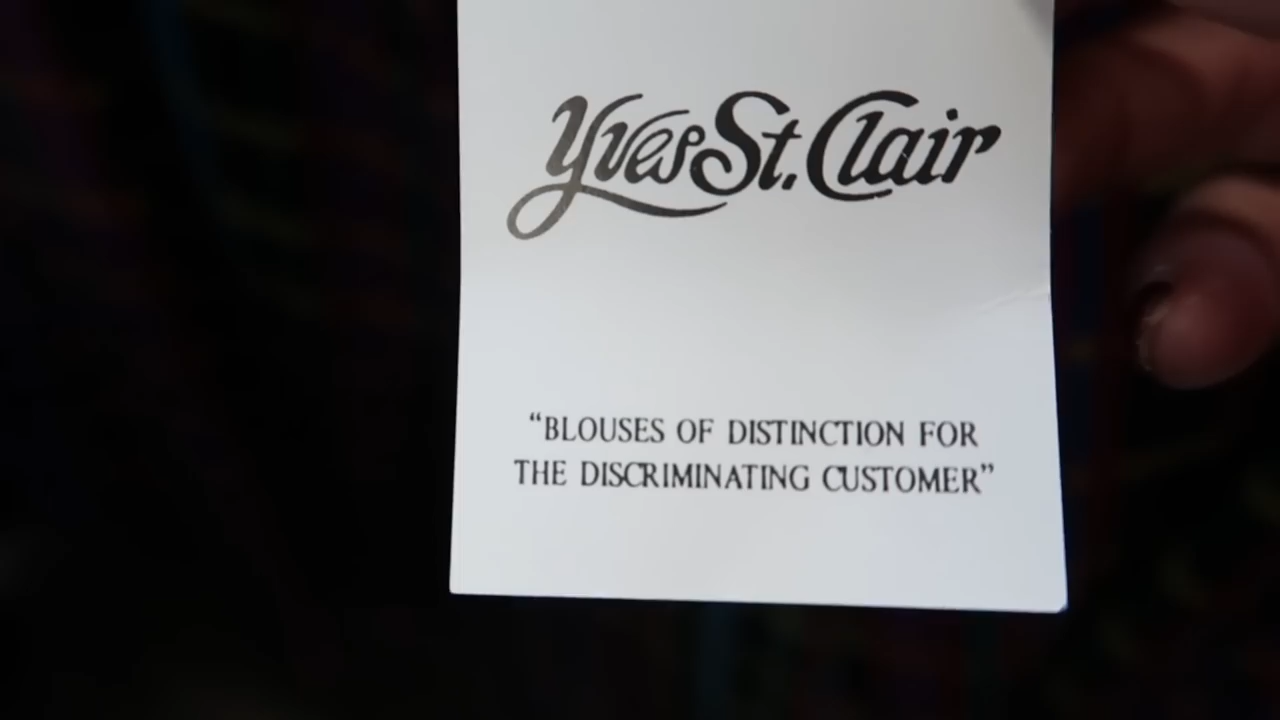 Yves St. Clair
“BLOUSES OF DISTINCTION FOR
THE DISCRIMINATING CUSTOMER”